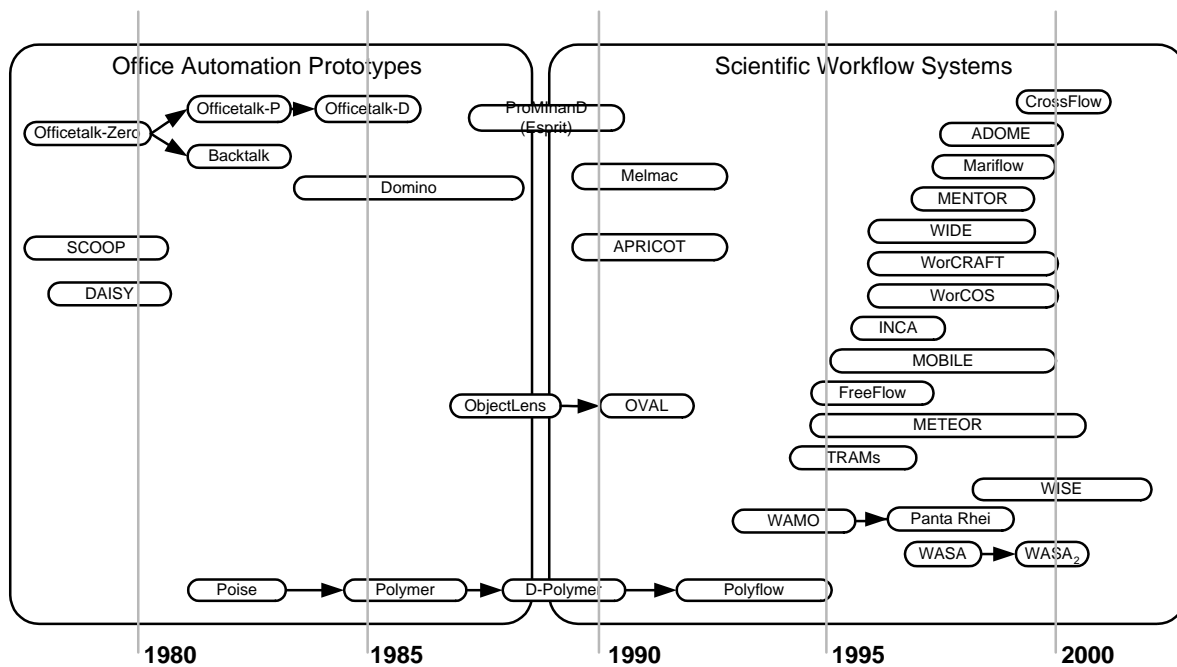 Office Automation Prototypes
Scientific Workflow Systems
Officetalk-Zero
Officetalk-P
Officetalk-D
Backtalk
Domino
SCOOP
DAISY
ProMInanD
(Esprit)
Melmac
APRICOT
ObjectLens
OVAL
CrossFlow
ADOME
Mariflow
MENTOR
WIDE
WorCRAFT
WorCOS
INCA
MOBILE
FreeFlow
METEOR
TRAMs
WISE
WAMO
Panta Rhei
WASA
WASA2
Poise
Polymer
D-Polymer
Polyflow
1980
1985
1990
1995
2000